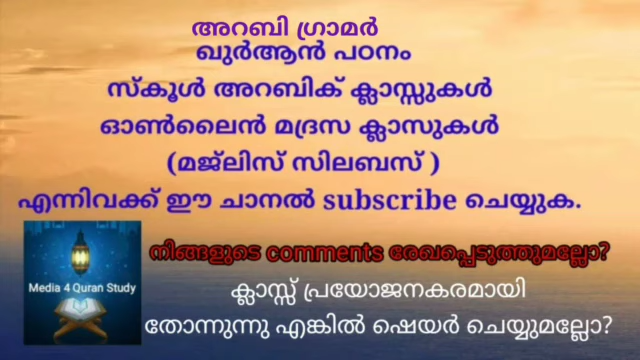 അറബി ഗ്രാമർ
ഖുർആൻ പഠനം
സ്കൂൾ അറബിക് ക്ലാസ്സുകൾ
ഓൺലൈൻ മദ്രസ ക്ലാസുകൾ
(മജ്ലിസ് സിലബസ് )
എന്നിവക്ക് ഈ ചാനൽ subscribe ചെയ്യുക.
നിങ്ങളുടെ comments രേഖപ്പെടുത്തുമല്ലോ?
Media 4 Quran Study
ക്ലാസ്സ് പ്രയോജനകരമായി
തോന്നുന്നു എങ്കിൽ ഷെയർ ചെയ്യുമല്ലോ?